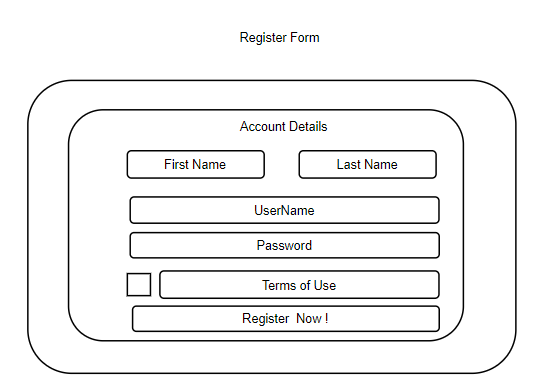 Register Form
Account Details
First Name
Last Name
UserName
Password
Terms of Use
Register  Now !